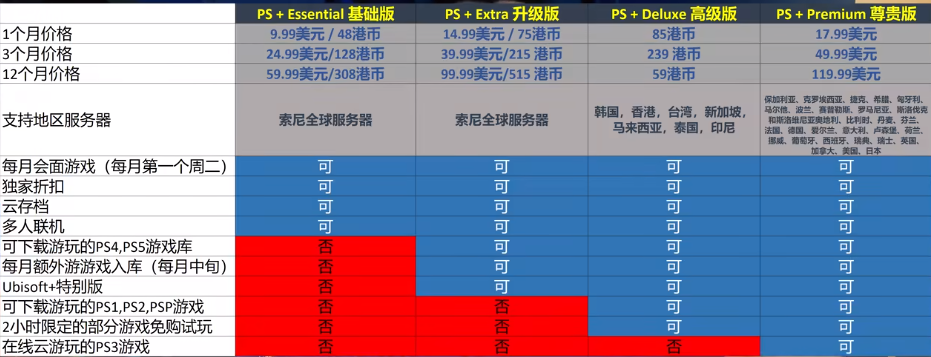 PS + Essential 基础版 PS + Extra 升级版 PS + Deluxe 高级版 PS + Premium 尊贵版
1个月价格 9.99美元 / 48港币 14.99美元 / 75港币 85港币 17.99美元
3个月价格 24.99美元/128港币 39.99美元/215 港币 239 港币 49.99美元
12个月价格 59.99美元/308港币 99.99美元/515 港币 59港币 119.99美元
支持地区服务器 索尼全球服务器 索尼全球服务器
韩国，香港，台湾，新加坡，
马来西亚，泰国，印尼
保加利亚、克罗埃西亚、捷克、希腊、匈牙利、
马尔他、波兰、赛普勒斯、罗马尼亚、斯洛伐克
和斯洛维尼亚奥地利、比利时、丹麦、芬兰、
法国、德国、爱尔兰、意大利、卢森堡、荷兰、
挪威、葡萄牙、西班牙、瑞典、瑞士、英国、
加拿大、美国、日本
每月会面游戏（每月第一个周二） 可 可 可 可
独家折扣 可 可 可 可
云存档 可 可 可 可
多人联机 可 可 可 可
可下载游玩的PS4,PS5游戏库 否 可 可 可
每月额外游游戏入库（每月中旬） 否 可 可 可
Ubisoft+特别版 否 可 可 可
可下载游玩的PS1,PS2,PSP游戏 否 否 可 可
2小时限定的部分游戏免购试玩 否 否 可 可
在线云游玩的PS3游戏 否 否 否 可